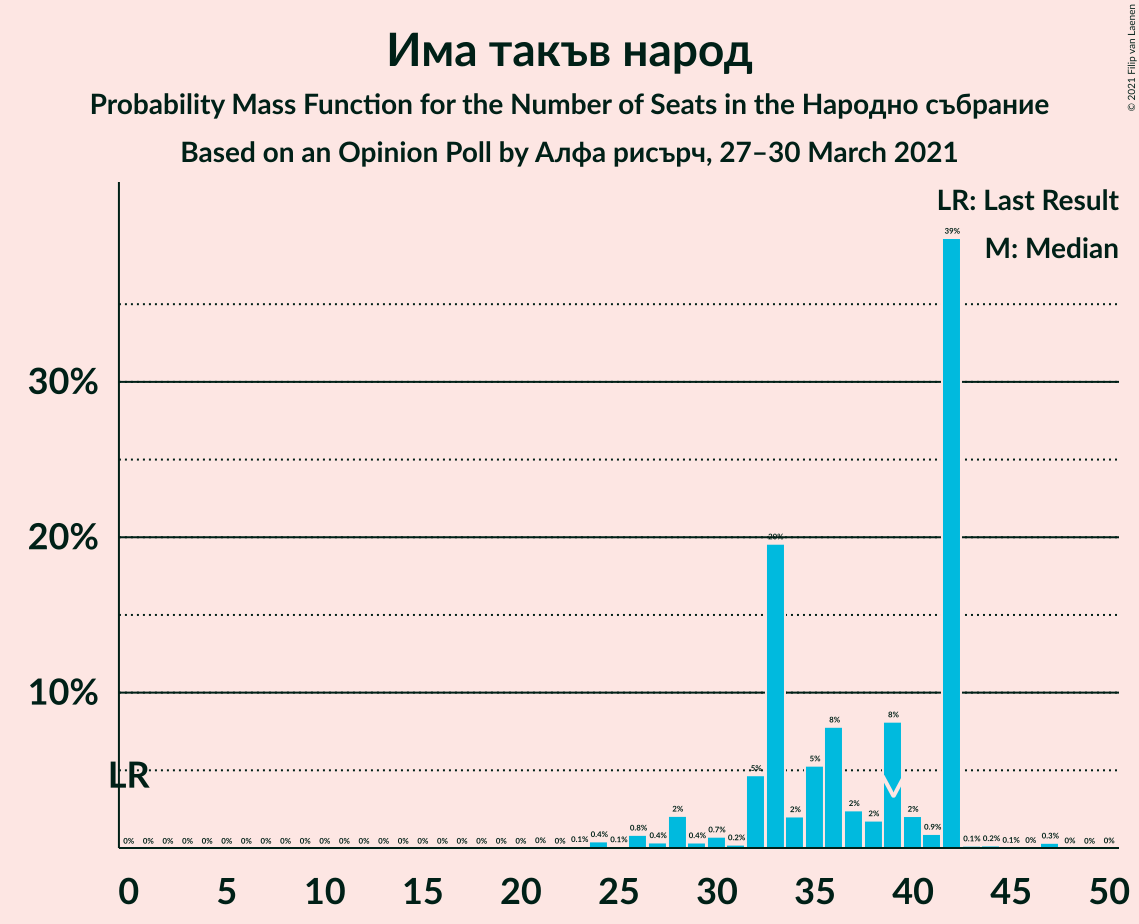 Има такъв народ
Probability Mass Function for the Number of Seats in the Народно събрание
Based on an Opinion Poll by Алфа рисърч, 27–30 March 2021
© 2021 Filip van Laenen
LR: Last Result
M: Median
30%
20%
10%
LR
0% 0% 0% 0% 0% 0% 0% 0% 0% 0% 0% 0% 0% 0% 0% 0% 0% 0% 0% 0% 0% 0% 0% 0.1% 0.4% 0.1% 0.8% 0.4% 2% 0.4% 0.7% 0.2% 5% 20% 2% 5% 8% 2% 2% 8% 2% 0.9% 39% 0.1% 0.2% 0.1% 0% 0.3% 0% 0% 0%
0 5 10 15 20 25 30 35 40 45 50